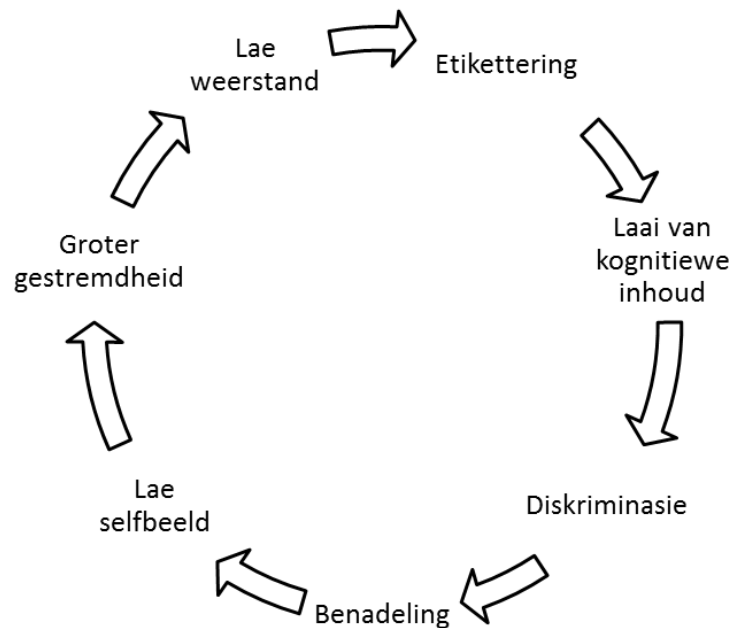 Lae
weerstand
Etikettering
Laai van
kognitiewe
inhoud
Diskriminasie
Benadeling
Lae
selfbeeld
Groter
gestremdheid